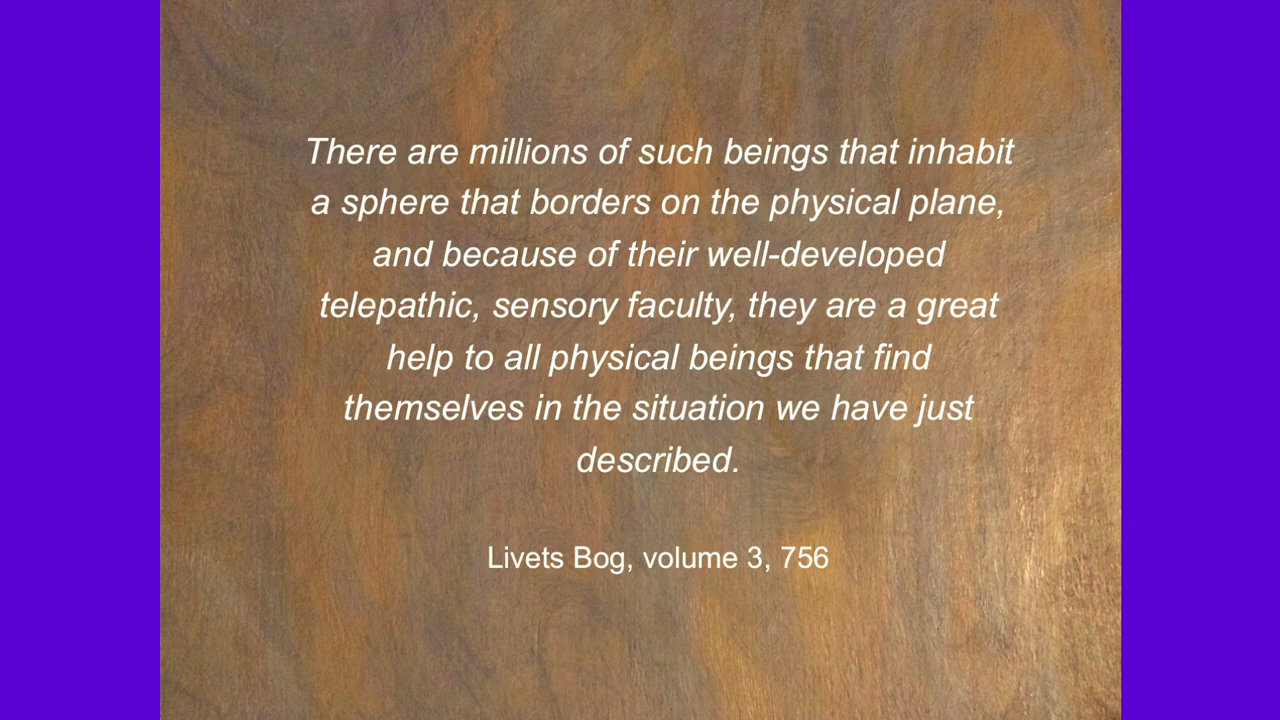 There are millions of such beings that inhabit
a sphere that borders on the physical plane,
and because of their well-developed
telepathic, sensory faculty, they are a great
help to all physical beings that find
themselves in the situation we have just
described.
Livets Bog, volume 3, 756